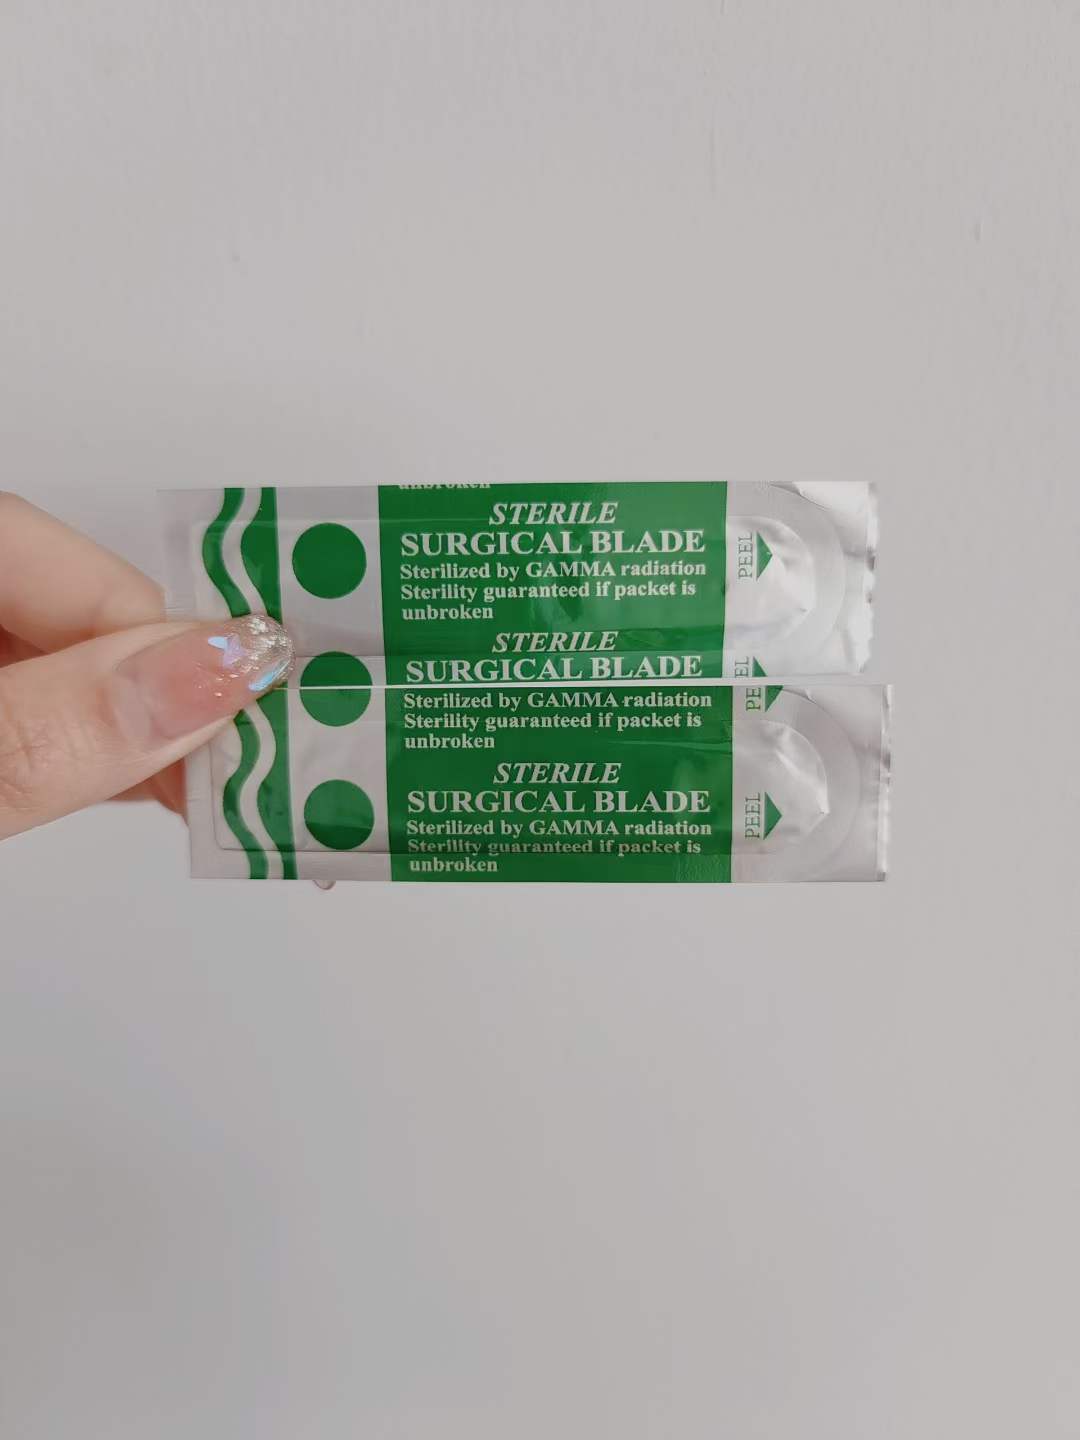 unbroken
STERILE
SURGICAL BLADE
Sterilized by GAMMA radiation
Sterility guaranteed if packet is
unbroken
PEEL
STERILE
SURGICAL BLADE
PEEL
Sterilized by GAMMA radiation
Sterility guaranteed if packet is
unbroken
STERILE
SURGICAL BLADE
Sterilized by GAMMA radiation
Sterility guaranteed if packet is
unbroken
PEEL